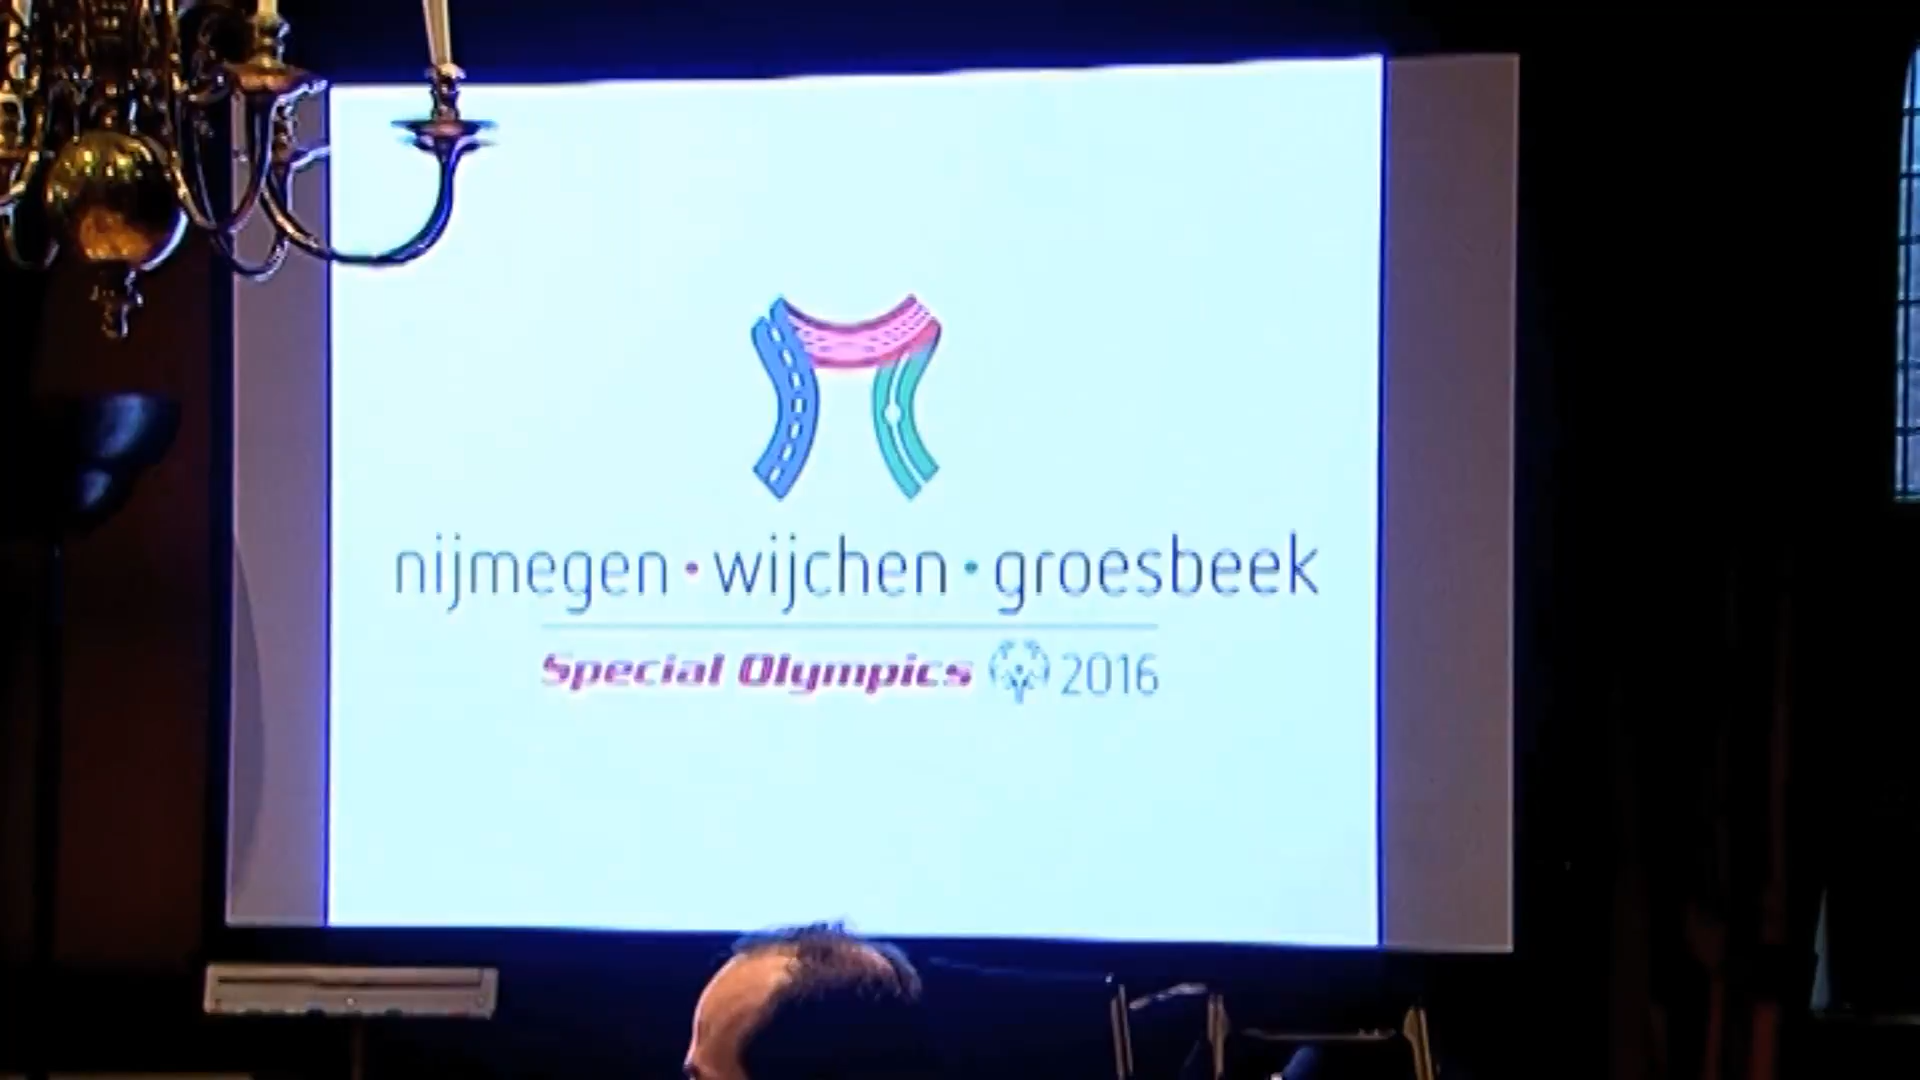 nijmegen • wijchen • groesbeek
Special Olympics 2016